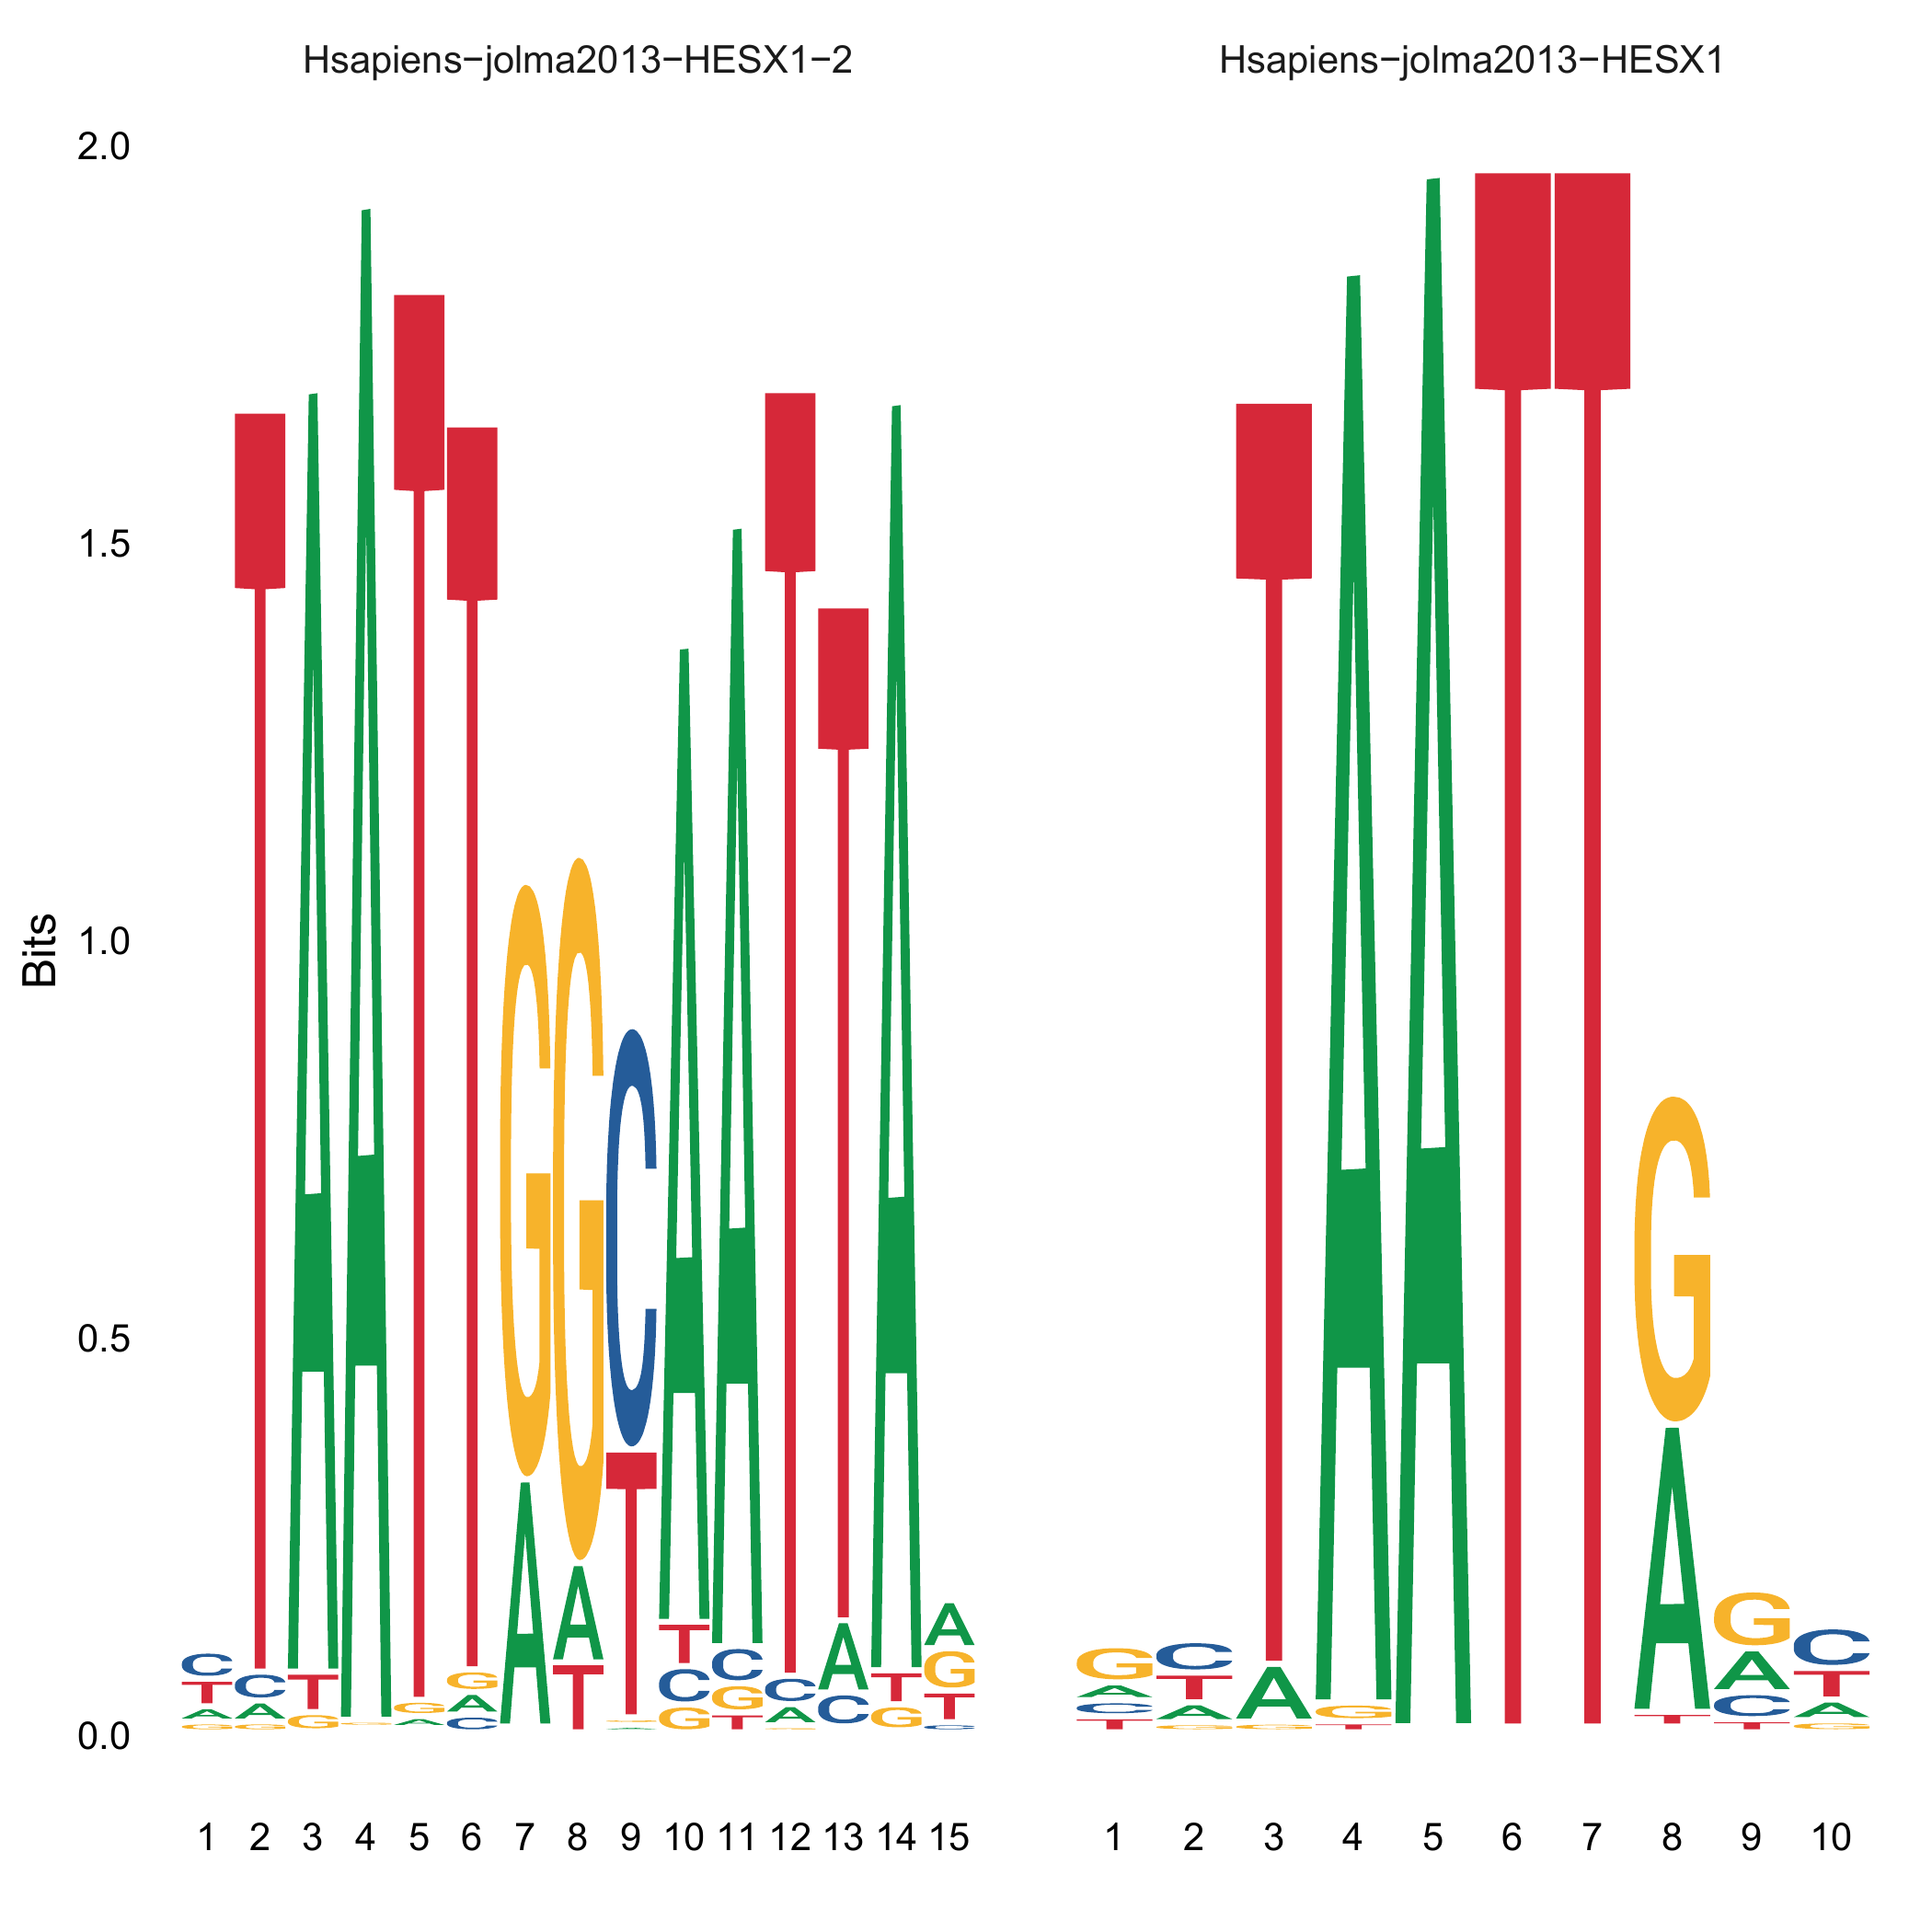 Hsapiens−jolma2013−HESX1−2 Hsapiens−jolma2013−HESX1
2.0
1.5
1.0
0.5
0.0
Bits
C T T A A A T T G G C A A T T A A G C T A A T T G G C
T C T G G A A T T C T C A T G A C T A A A T
A A G A A T C G A A G G T C G A C C A
G G C G T C T G T T G
1 2 3 4 5 6 7 8 9 10 11 12 13 14 15 1 2 3 4 5 6 7 8 9 10